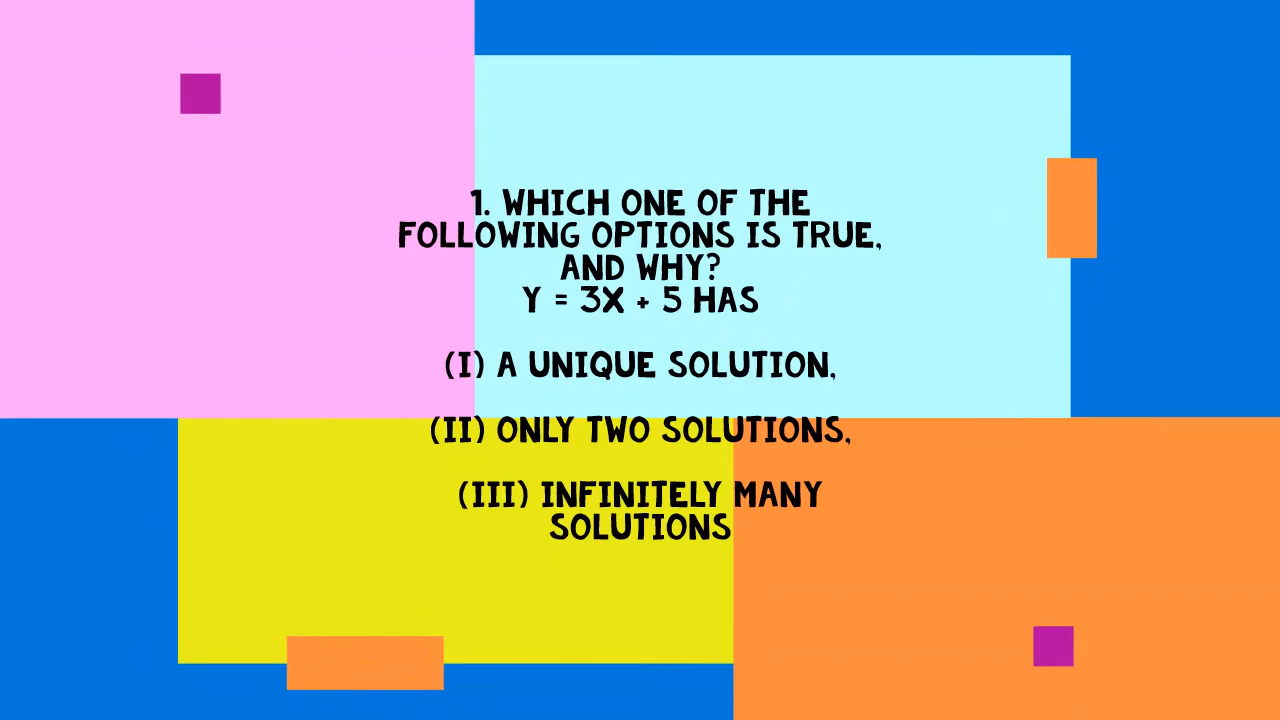 1. WHICH ONE OF THE
FOLLOWING OPTIONS IS TRUE,
AND WHY?
Y = 3X + 5 HAS
(I) A UNIQUE SOLUTION,
(II) ONLY TWO SOLUTIONS,
(III) INFINITELY MANY
SOLUTIONS